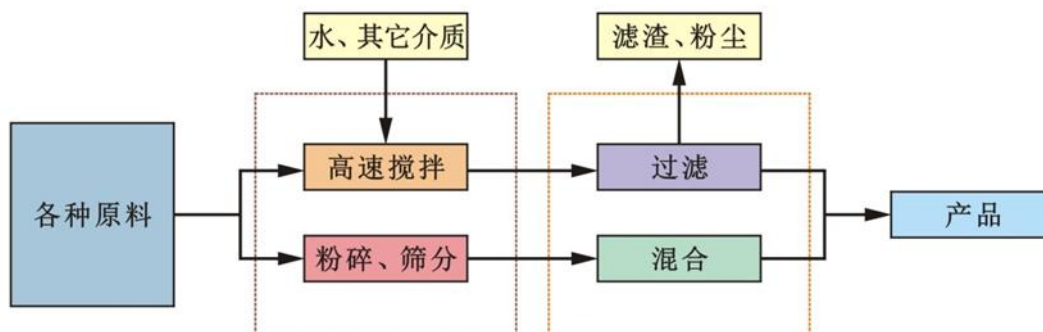 水、其它介质
滤渣、粉尘
各种原料
高速搅拌
过滤
产品
粉碎、筛分
混合